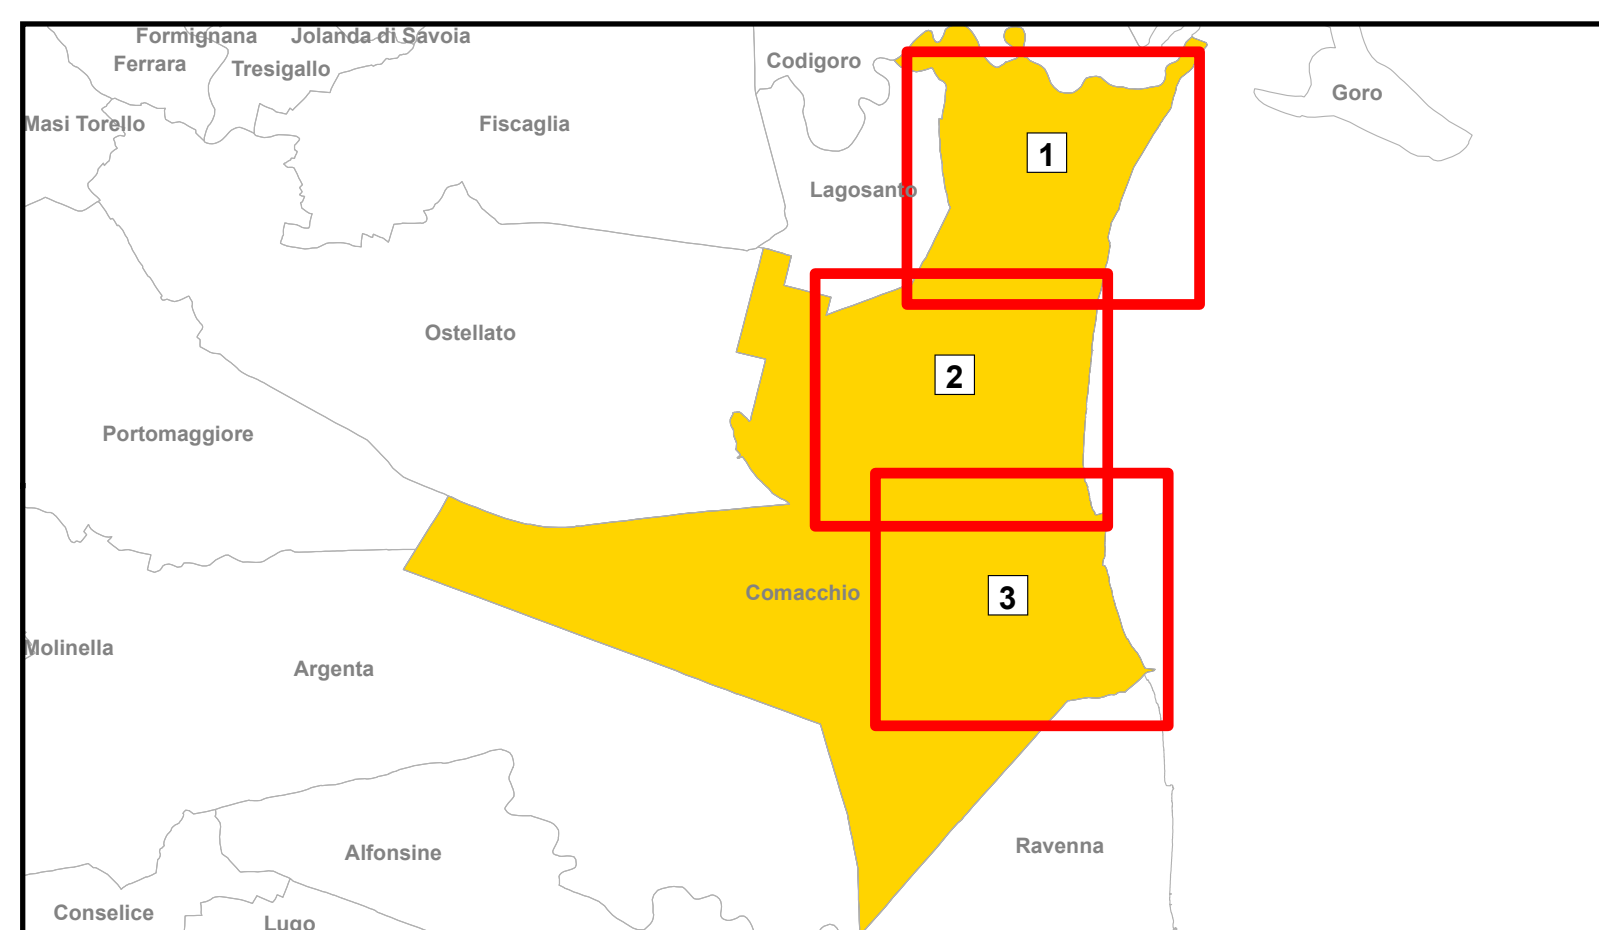 Formignana
Jolanda di Savoia
Ferrara
Tresigallo
Codigoro
Goro
Masi Torello
Fiscaglia
1
Lagosanto
Ostellato
2
Portomaggiore
Comacchio
3
Molinella
Argenta
Ravenna
Alfonsine
Conselice
Lugo